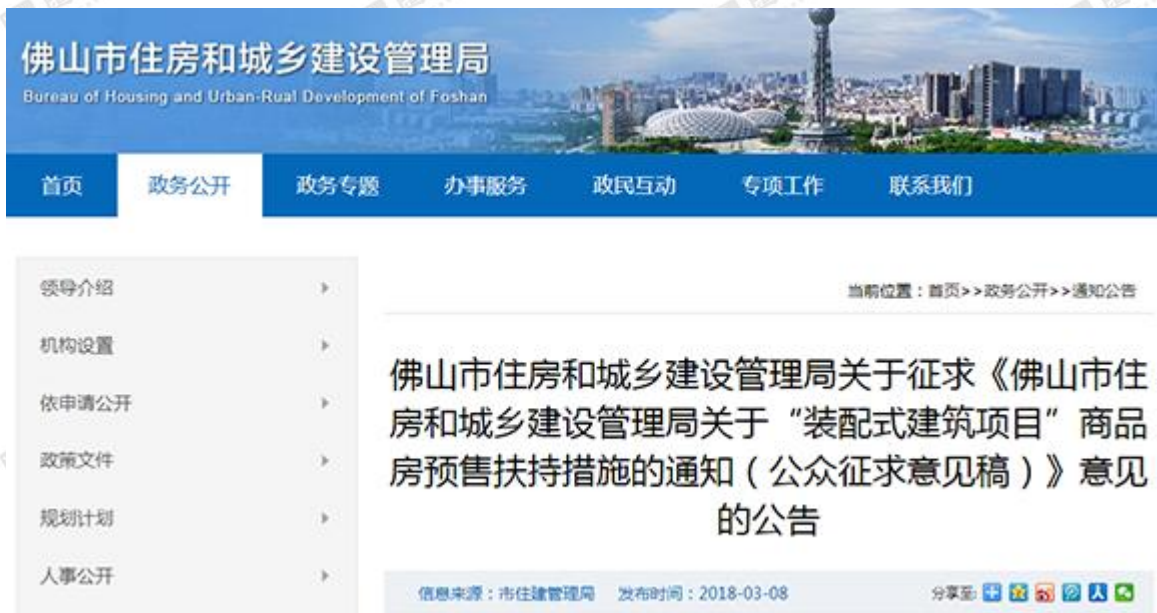 佛山市住房和城乡建设管理局
Bureau of Housing and Urban-Rual Development of Foshan
首页 政务公开 政务专题 办事服务 政民互动 专项工作 联系我们
领导介绍
机构设置
依申请公开
政策文件
规划计划
人事公开
当前位置：首页>>政务公开>>通知公告
佛山市住房和城乡建设管理局关于征求《佛山市住
房和城乡建设管理局关于“装配式建筑项目”商品
房预售扶持措施的通知（公众征求意见稿）》意见
的公告
信息来源：市住建管理局 发布时间：2018-03-08 分享至: